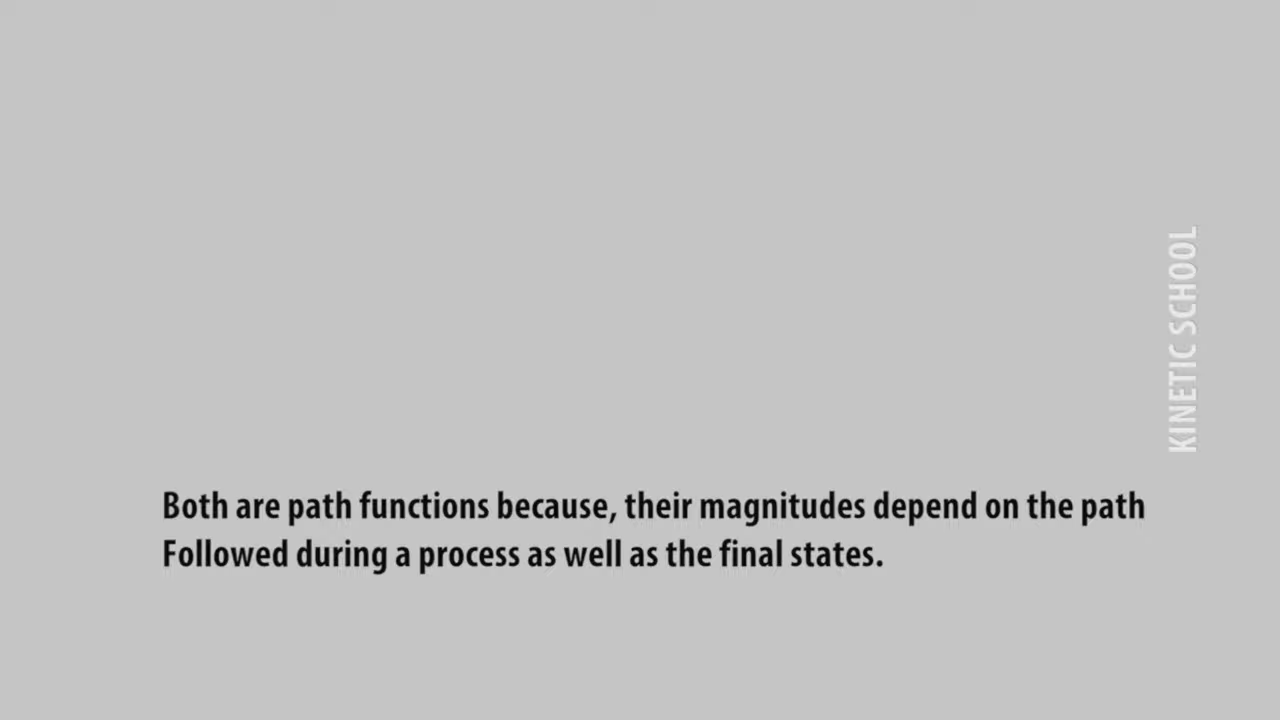 KINETIC SCHOOL
Both are path functions because, their magnitudes depend on the path
Followed during a process as well as the final states.